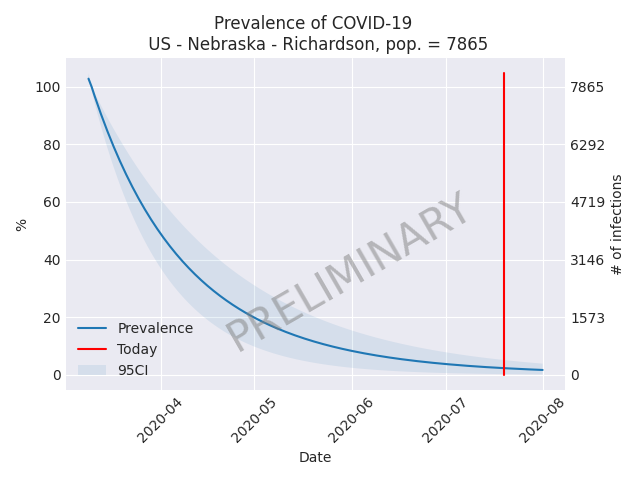 Prevalence of COVID-19
US - Nebraska - Richardson, pop. = 7865
100
80
60
40
20
0
%
7865
6292
4719
3146
1573
0
# of infections
PRELIMINARY
Prevalence
Today
95CI
2020-04
2020-05
2020-06
2020-07
2020-08
Date